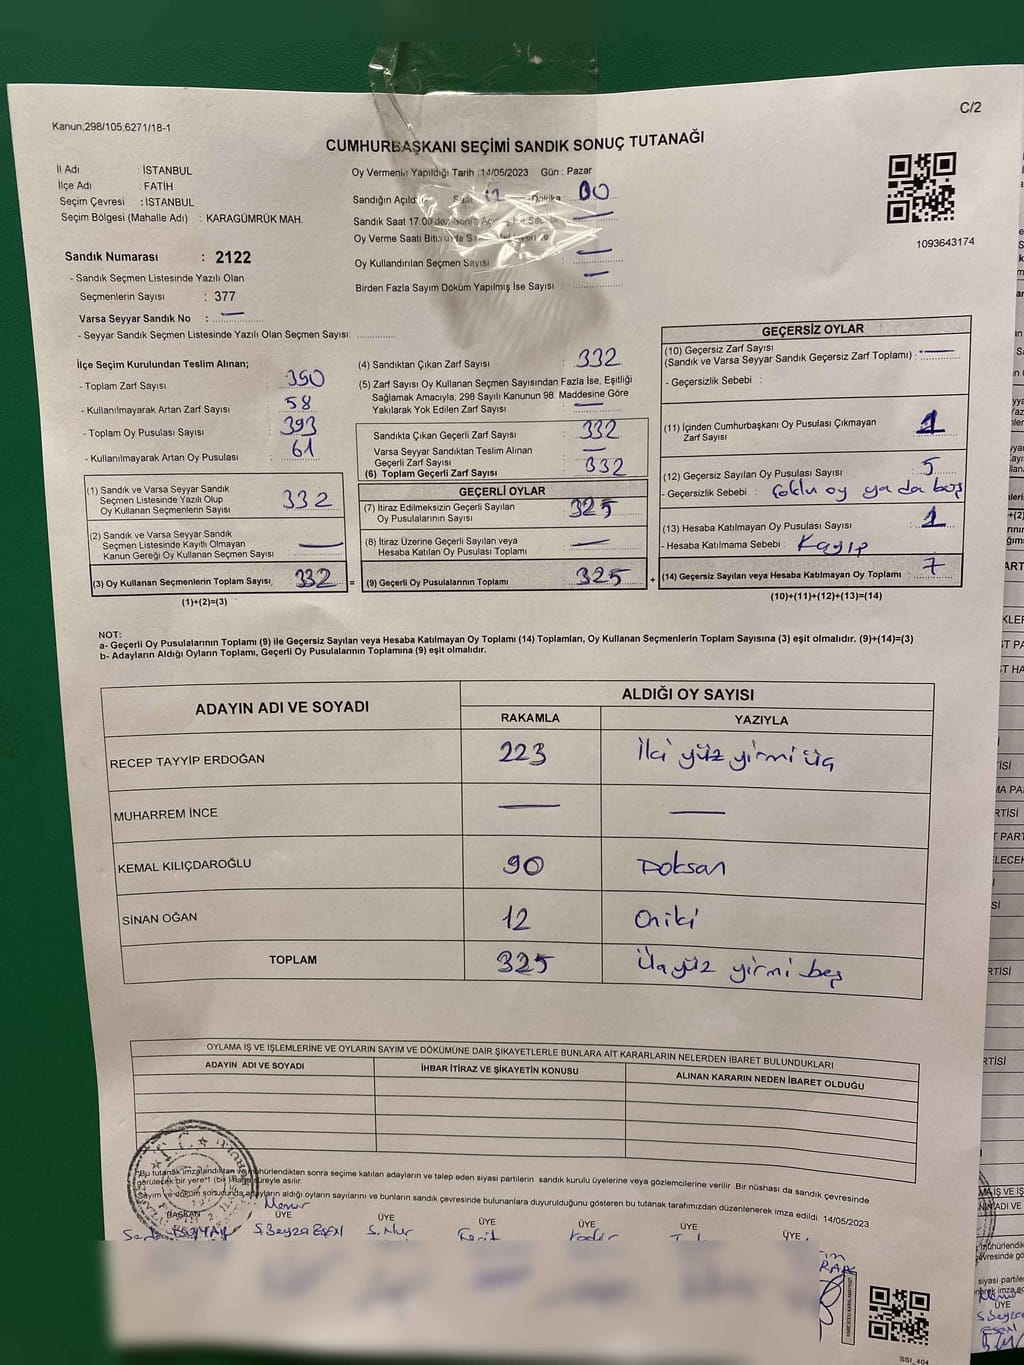 C/2
Kanun;298/105;6271/18-1
CUMHURBAŞKANI SEÇİMİ SANDIK SONUÇ TUTANAĞI
İl Adı : İSTANBUL
İlçe Adı : FATİH
Seçim Çevresi : İSTANBUL
Seçim Bölgesi (Mahalle Adı) : KARAGÜMRÜK MAH.
Oy Vermenin Yapıldığı Tarih : 14/05/2023 Gün : Pazar
Sandığın Açıldığı 00
Sandık Saat 17:00'den Sonra
Oy Verme Saati
Oy Kullandırılan Seçmen Sayısı : —
Birden Fazla Sayım Döküm Yapılmış İse Sayısı : —
1093643174
Sandık Numarası : 2122
- Sandık Seçmen Listesinde Yazılı Olan
Seçmenlerin Sayısı : 377
Varsa Seyyar Sandık No : —
- Seyyar Sandık Seçmen Listesinde Yazılı Olan Seçmen Sayısı:
İlçe Seçim Kurulundan Teslim Alınan;
- Toplam Zarf Sayısı : 390
- Kullanılmayarak Artan Zarf Sayısı : 58
- Toplam Oy Pusulası Sayısı : 393
- Kullanılmayarak Artan Oy Pusulası : 61
(1) Sandık ve Varsa Seyyar Sandık
Seçmen Listesinde Yazılı Olup
Oy Kullanan Seçmenlerin Sayısı : 332
(2) Sandık ve Varsa Seyyar Sandık
Seçmen Listesinde Kayıtlı Olmayan
Kanun Gereği Oy Kullanan Seçmen Sayısı : —
(3) Oy Kullanan Seçmenlerin Toplam Sayısı, : 332 =
(1)+(2)=(3)
(4) Sandıktan Çıkan Zarf Sayısı : 332
(5) Zarf Sayısı Oy Kullanan Seçmen Sayısından Fazla İse, Eşitliği
Sağlamak Amacıyla, 298 Sayılı Kanunun 98. Maddesine Göre
Yakılarak Yok Edilen Zarf Sayısı : —
Sandıkta Çıkan Geçerli Zarf Sayısı : 332
Varsa Seyyar Sandıktan Teslim Alınan
Geçerli Zarf Sayısı : —
(6) Toplam Geçerli Zarf Sayısı : 332
GEÇERLİ OYLAR
(7) İtiraz Edilmeksizin Geçerli Sayılan
Oy Pusulalarının Sayısı : 325
(8) İtiraz Üzerine Geçerli Sayılan veya
Hesaba Katılan Oy Pusulası Toplamı : —
(9) Geçerli Oy Pusulalarının Toplamı : 325 +
GEÇERSİZ OYLAR
(10) Geçersiz Zarf Sayısı
(Sandık ve Varsa Seyyar Sandık Geçersiz Zarf Toplamı) : —
- Geçersizlik Sebebi :
(11) İçinden Cumhurbaşkanı Oy Pusulası Çıkmayan
Zarf Sayısı : 1
(12) Geçersiz Sayılan Oy Pusulası Sayısı : 5
- Geçersizlik Sebebi : Çoklu oy ya da boş
(13) Hesaba Katılmayan Oy Pusulası Sayısı : 1
- Hesaba Katılmama Sebebi : Kayıp
(14) Geçersiz Sayılan veya Hesaba Katılmayan Oy Toplamı : 7
(10)+(11)+(12)+(13)=(14)
NOT:
a- Geçerli Oy Pusulalarının Toplamı (9) ile Geçersiz Sayılan veya Hesaba Katılmayan Oy Toplamı (14) Toplamları, Oy Kullanan Seçmenlerin Toplam Sayısına (3) eşit olmalıdır. (9)+(14)=(3)
b- Adayların Aldığı Oyların Toplamı, Geçerli Oy Pusulalarının Toplamına (9) eşit olmalıdır.
ADAYIN ADI VE SOYADI ALDIĞI OY SAYISI
RAKAMLA YAZIYLA
RECEP TAYYİP ERDOĞAN 223 İki yüz yirmi üç
MUHARREM İNCE — —
KEMAL KILIÇDAROĞLU 90 Doksan
SİNAN OĞAN 12 Oniki
TOPLAM 325 Üçyüz yirmi beş
OYLAMA İŞ VE İŞLEMLERİNE VE OYLARIN SAYIM VE DÖKÜMÜNE DAİR ŞİKAYETLERLE BUNLARA AİT KARARLARIN NELERDEN İBARET BULUNDUKLARI
ADAYIN ADI VE SOYADI İHBAR İTİRAZ VE ŞİKAYETİN KONUSU ALINAN KARARIN NEDEN İBARET OLDUĞU
Bu tutanak imzalandıktan ve mühürlendikten sonra seçime katılan adayların ve talep eden siyasi partilerin sandık kurulu üyelerine veya gözlemcilerine verilir. Bir nüshası da sandık çevresinde
görülecek bir yere 1 (bir) hafta süreyle asılır.
Sayım ve döküm sonucunda, adayların aldığı oyların sayılarını ve bunların sandık çevresinde bulunanlara duyurulduğunu gösteren bu tutanak tarafımızdan düzenlenerek imza edildi. 14/05/2023
BAŞKAN Memur ÜYE ÜYE ÜYE ÜYE ÜYE ÜYE
S.Beyza ESEN S.Nur Kadir
SSI_404